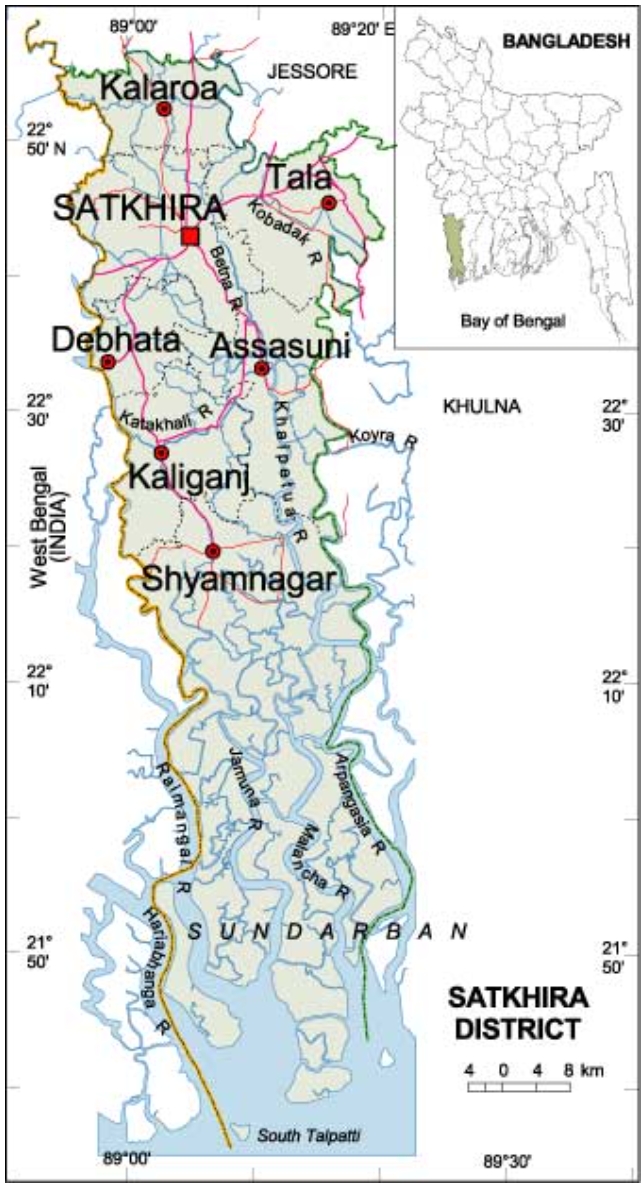 89°00'
89°20' E
BANGLADESH
JESSORE
Kalaroa
22°
50' N
Tala
SATKHIRA
Kobadak R
Betna R
Bay of Bengal
Debhata
Assasuni
22°
30'
22°
30'
KHULNA
Katakhali R
Kholpetua R
Koyra R
Kaliganj
West Bengal
(INDIA)
Shyamnagar
22°
10'
22°
10'
Raimangal R
Jamuna R
Malancha R
Arpangasia R
SUNDARBAN
Hariabhanga R
21°
50'
21°
50'
SATKHIRA
DISTRICT
4 0 4 8 km
South Talpatti
89°00'
89°30'